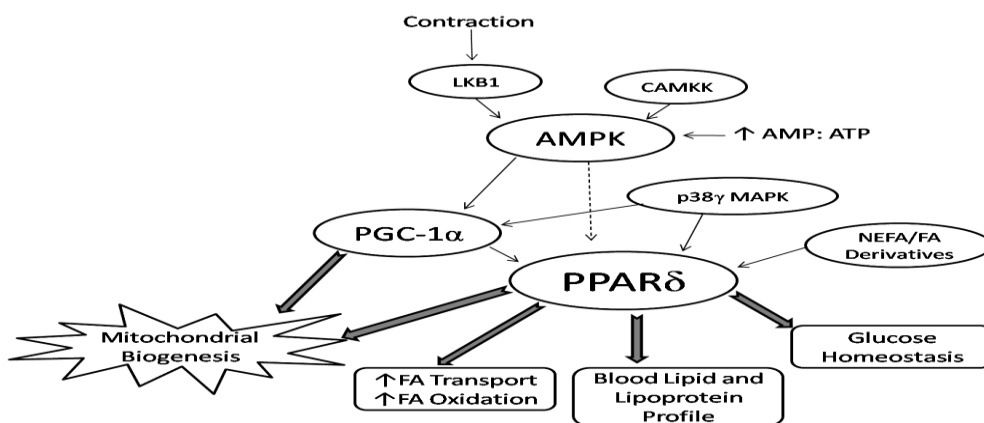 Contraction
LKB1
CAMKK
AMPK
↑ AMP: ATP
p38γ MAPK
PGC-1α
NEFA/FA
Derivatives
PPARδ
Mitochondrial
Biogenesis
Glucose
Homeostasis
↑FA Transport
↑FA Oxidation
Blood Lipid and
Lipoprotein
Profile